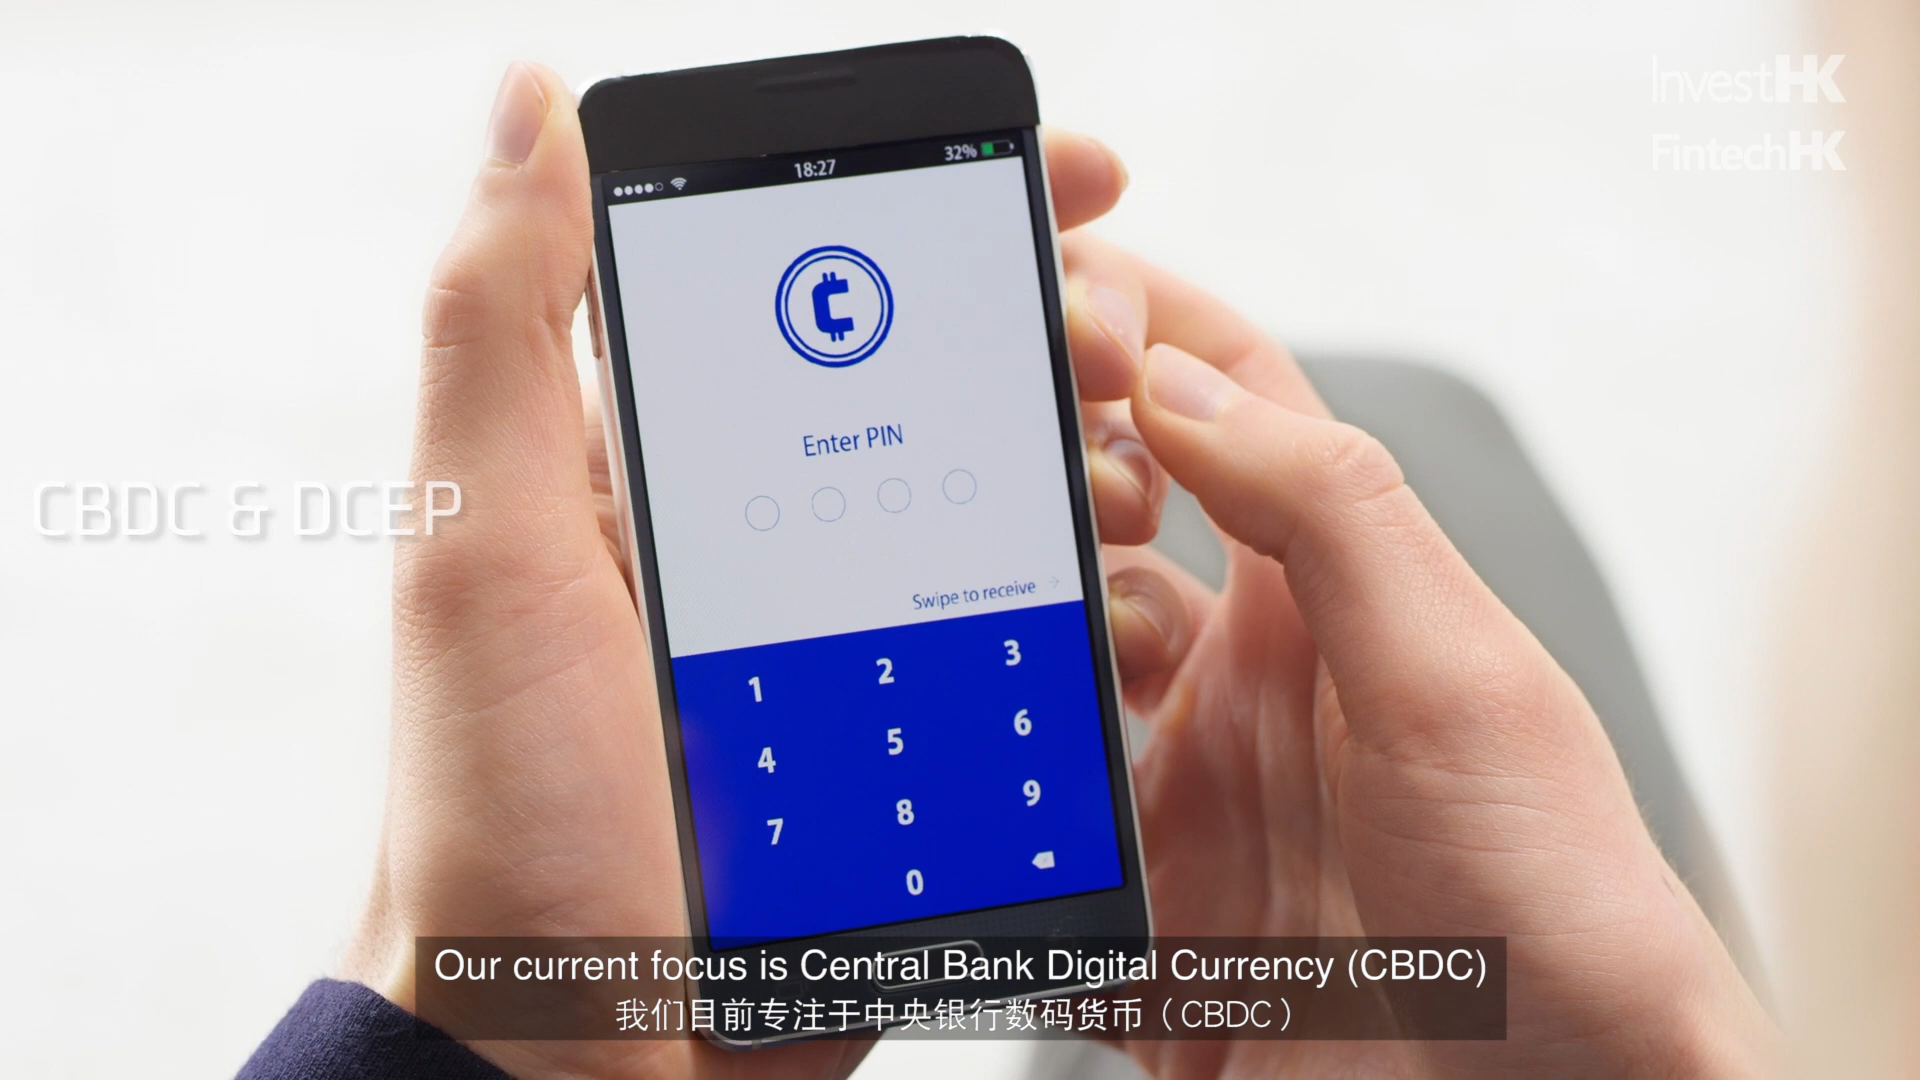 InvestHK
FintechHK
18:27
32%
Enter PIN
CBDC & DCEP
Swipe to receive
1 2 3
4 5 6
7 8 9
0
Our current focus is Central Bank Digital Currency (CBDC)
我们目前专注于中央银行数码货币（CBDC）